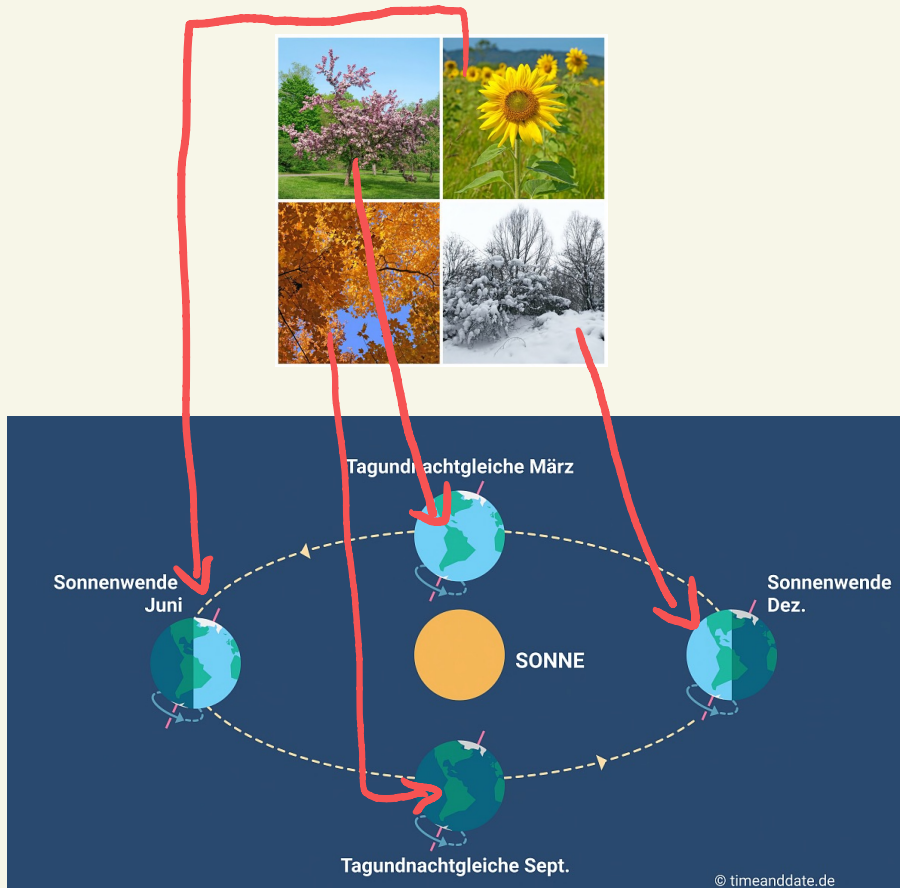 Tagundnachtgleiche März
Sonnenwende
Juni
Sonnenwende
Dez.
SONNE
Tagundnachtgleiche Sept.
© timeanddate.de